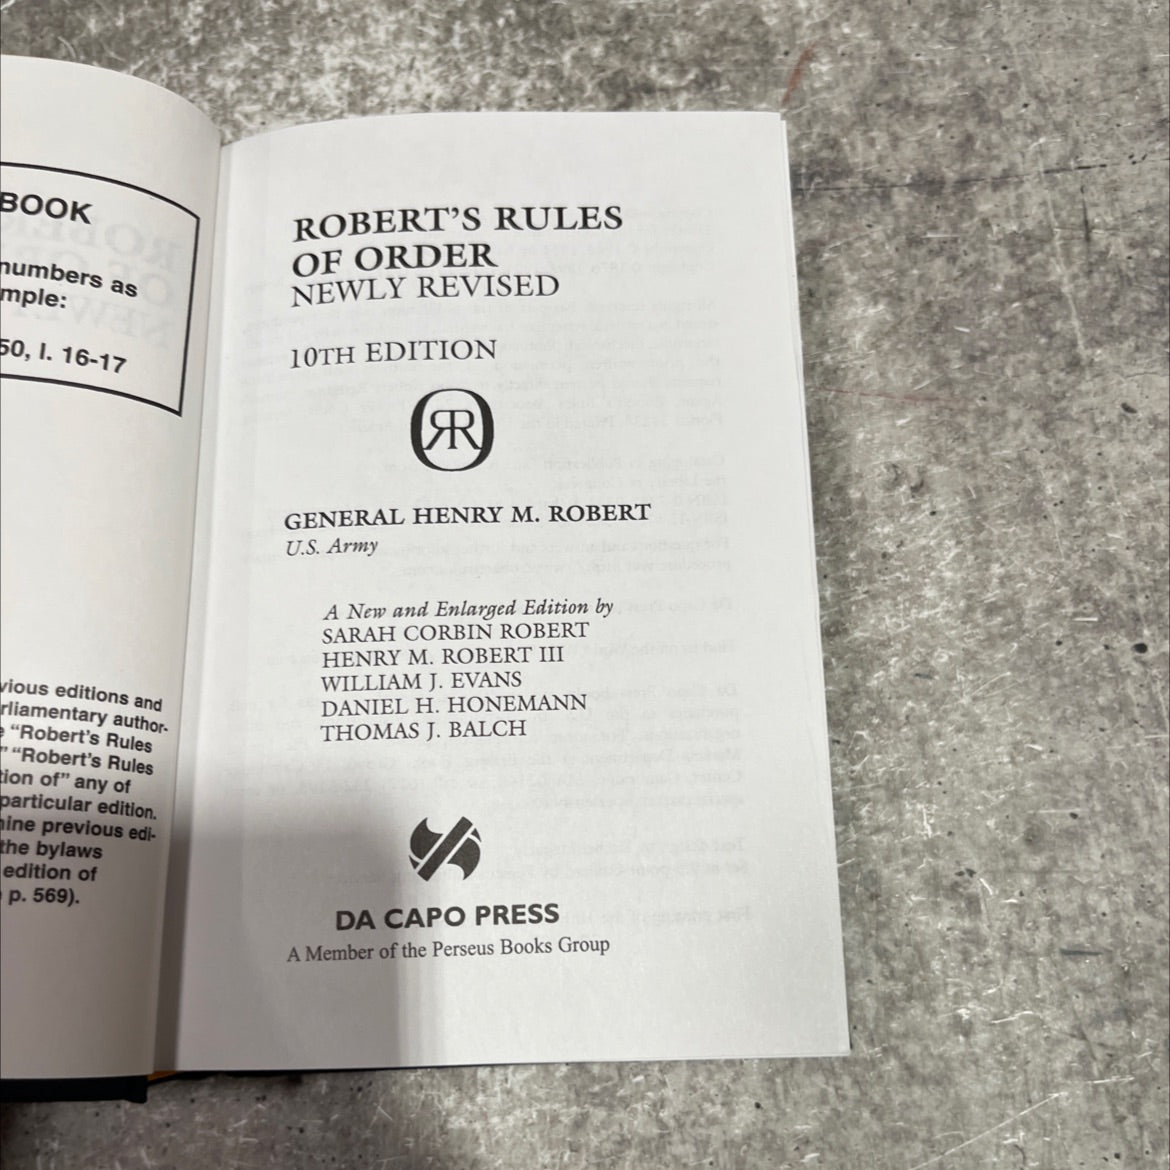 BOOK
numbers as
mple:
50, l. 16-17
vious editions and
rliamentary author-
e “Robert's Rules
” “Robert's Rules
tion of” any of
particular edition.
nine previous edi-
the bylaws
edition of
p. 569).
ROBERT’S RULES
OF ORDER
NEWLY REVISED
10TH EDITION
GENERAL HENRY M. ROBERT
U.S. Army
A New and Enlarged Edition by
SARAH CORBIN ROBERT
HENRY M. ROBERT III
WILLIAM J. EVANS
DANIEL H. HONEMANN
THOMAS J. BALCH
DA CAPO PRESS
A Member of the Perseus Books Group